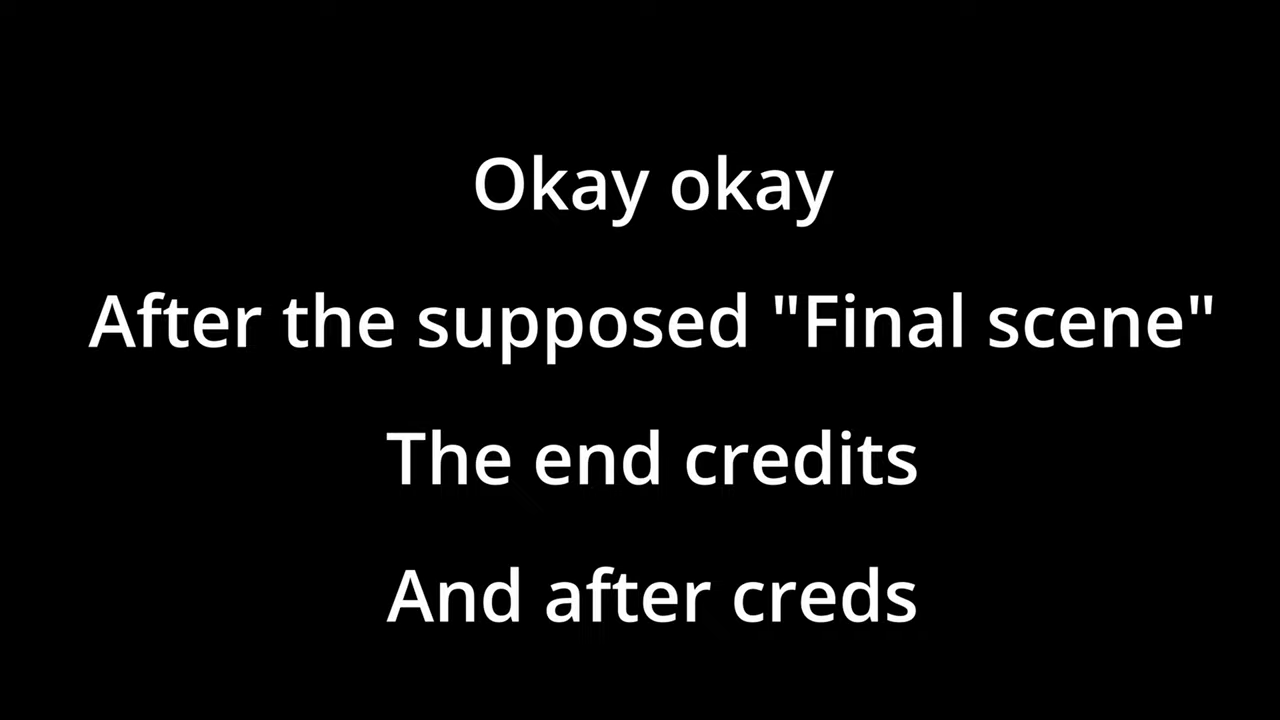 Okay okay
After the supposed "Final scene"
The end credits
And after creds